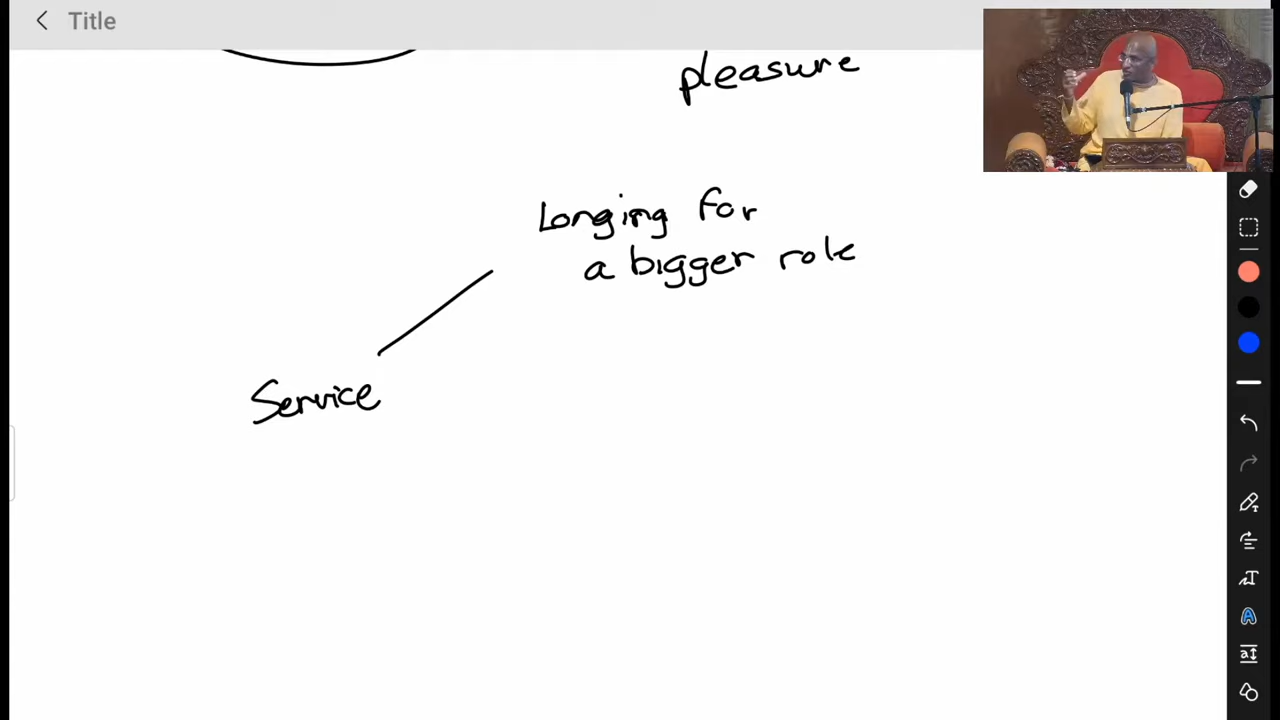 Title
pleasure
Longing for
a bigger role
Service